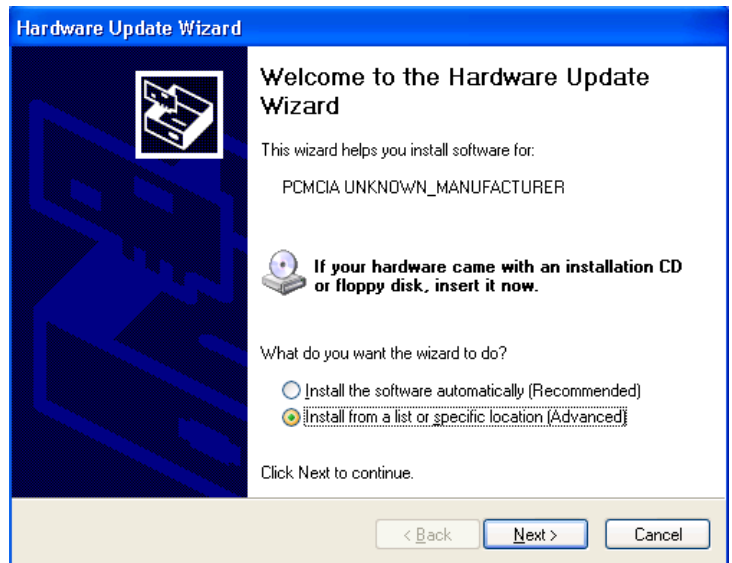 Hardware Update Wizard
Welcome to the Hardware Update
Wizard
This wizard helps you install software for:
PCMCIA UNKNOWN_MANUFACTURER
If your hardware came with an installation CD
or floppy disk, insert it now.
What do you want the wizard to do?
Install the software automatically (Recommended)
Install from a list or specific location (Advanced)
Click Next to continue.
< Back Next > Cancel